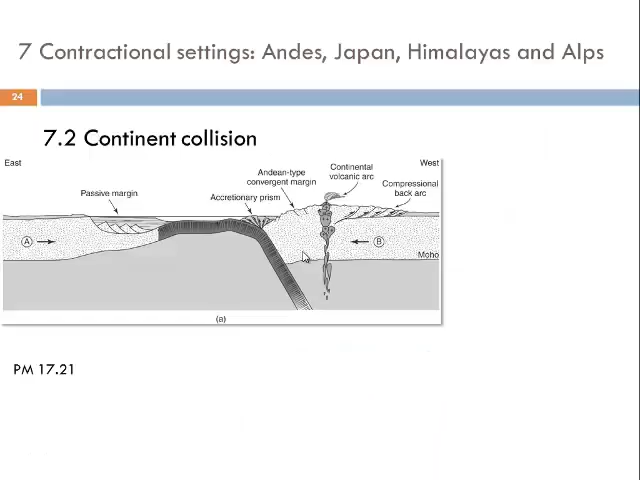 7 Contractional settings: Andes, Japan, Himalayas and Alps
24
7.2 Continent collision
East
West
Continental
volcanic arc
Andean-type
convergent margin
Compressional
back arc
Passive margin
Accretionary prism
A
B
Moho
(a)
PM 17.21